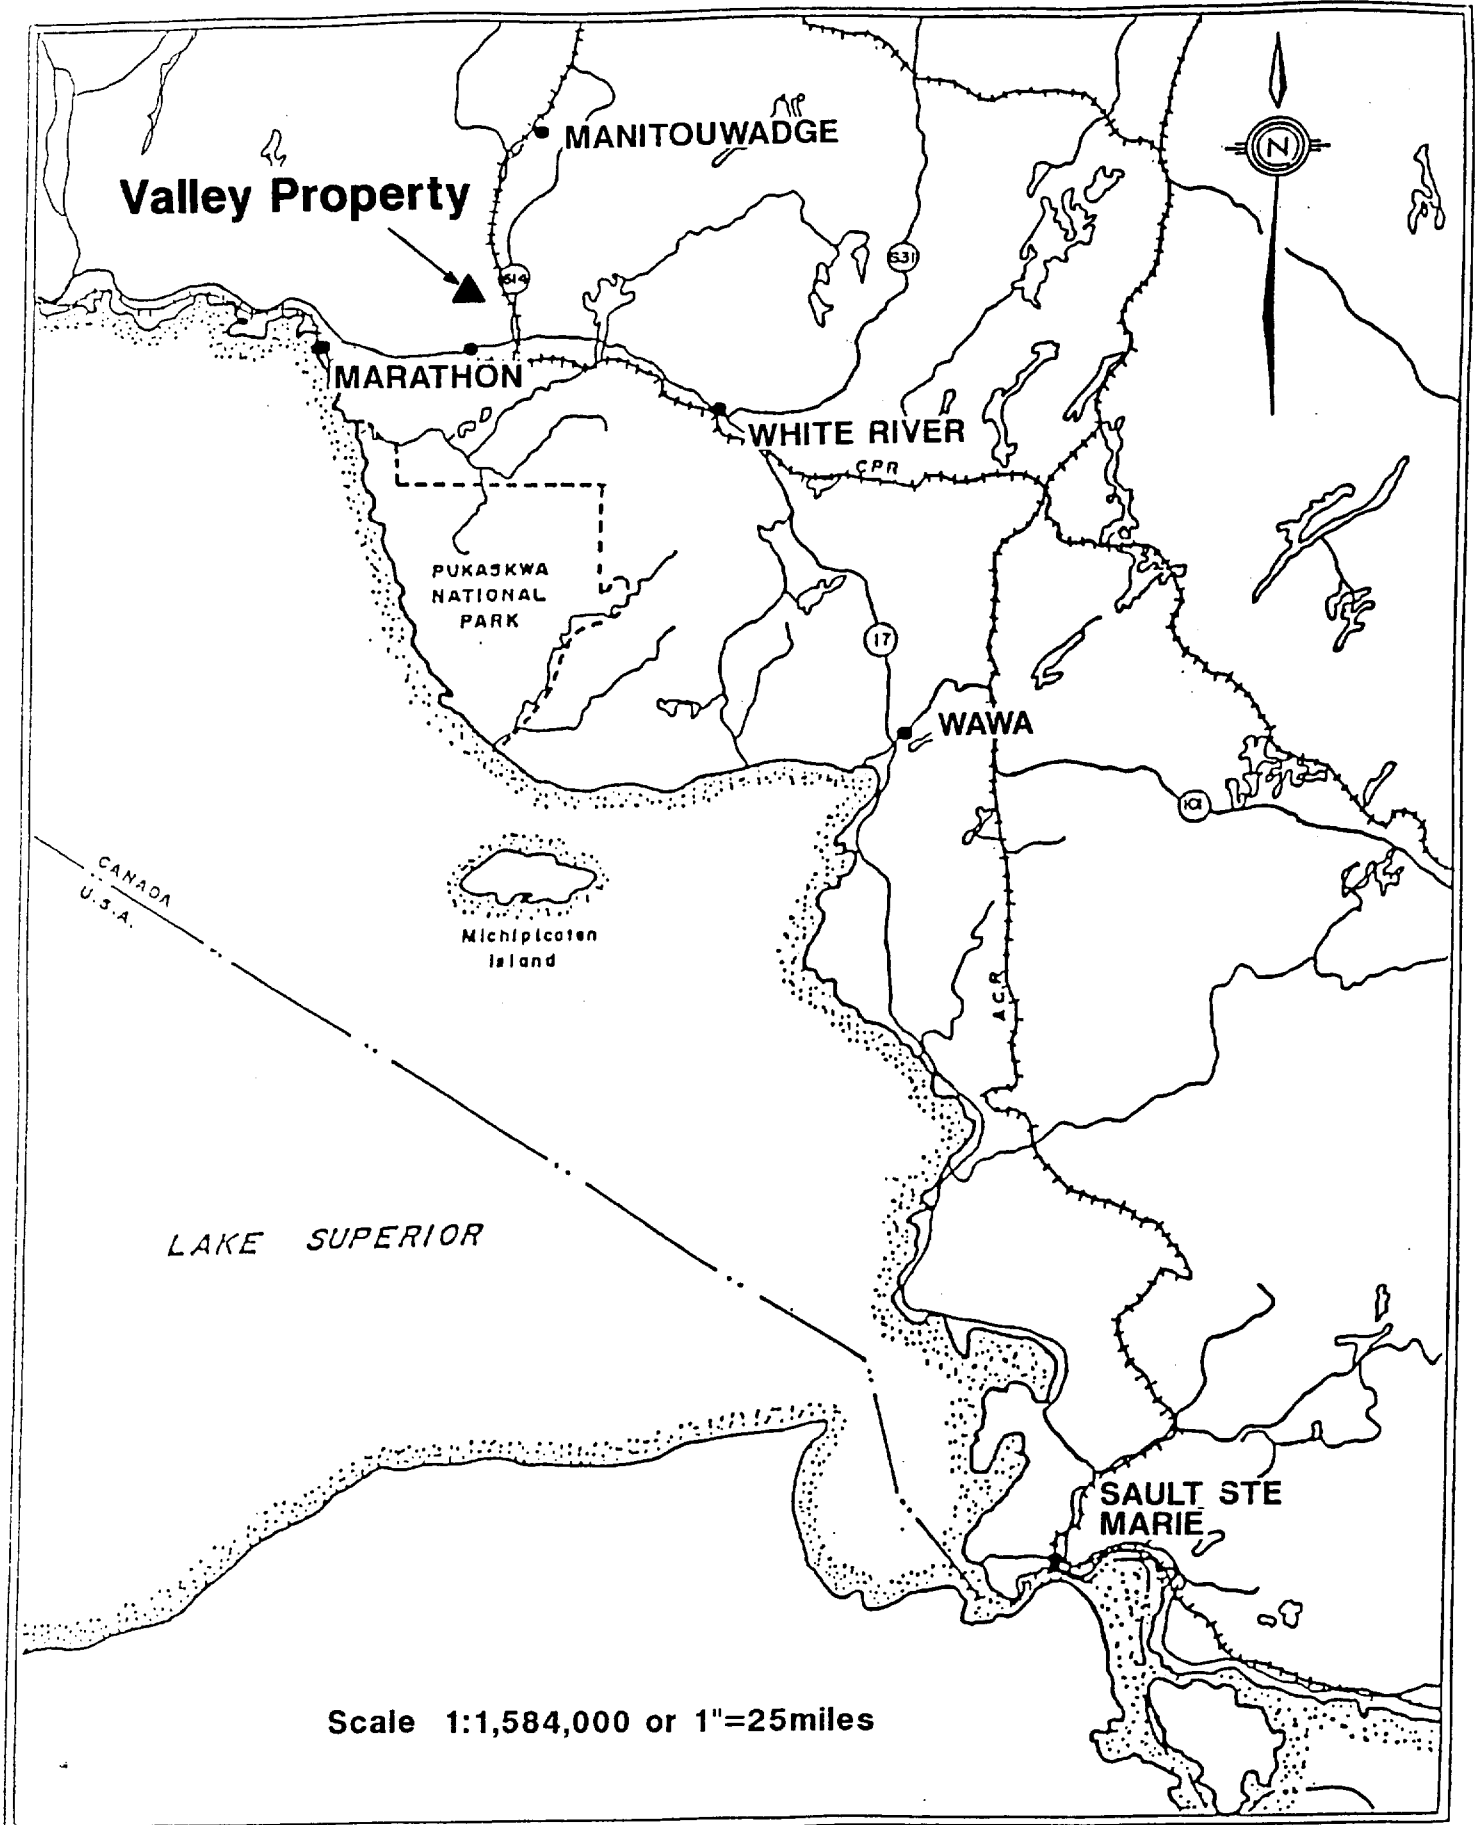 MANITOUWADGE
N
Valley Property
631
614
MARATHON
WHITE RIVER
CPR
PUKASKWA
NATIONAL
PARK
17
WAWA
101
CANADA
U.S.A.
Michipicoten
Island
A.C.R.
LAKE SUPERIOR
SAULT STE
MARIE
Scale 1:1,584,000 or 1"=25miles